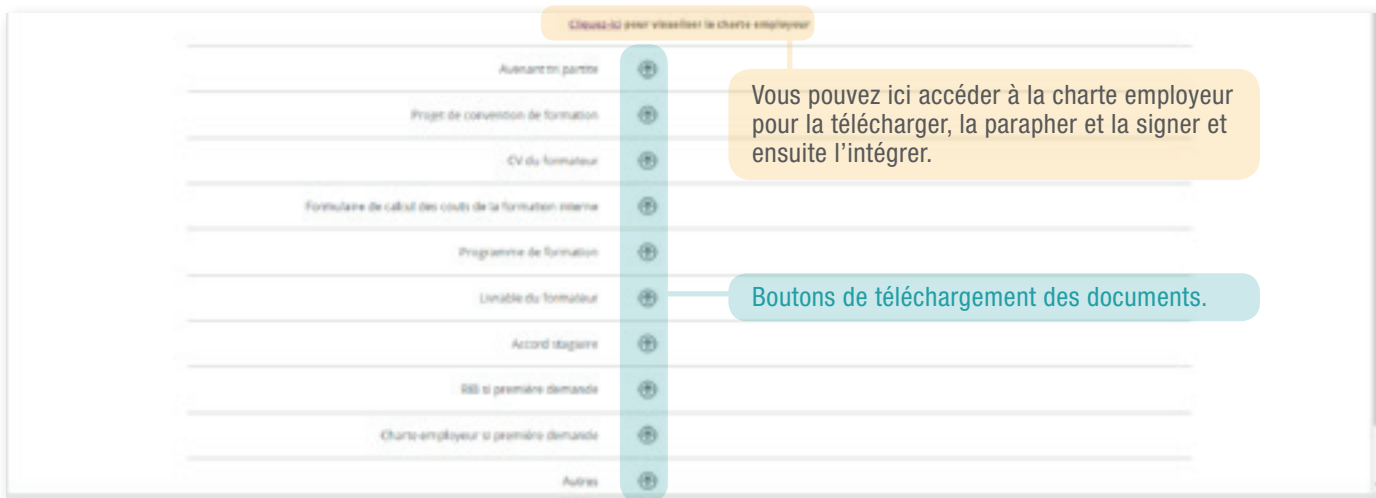 Cliquez-ici pour visualiser la charte employeur
Avenant tri partite
Projet de convention de formation
CV du formateur
Formulaire de calcul des couts de la formation interne
Programme de formation
Livrable du formateur
Accord stagiaire
RIB si première demande
Charte employeur si première demande
Autres
Vous pouvez ici accéder à la charte employeur
pour la télécharger, la parapher et la signer et
ensuite l’intégrer.
Boutons de téléchargement des documents.